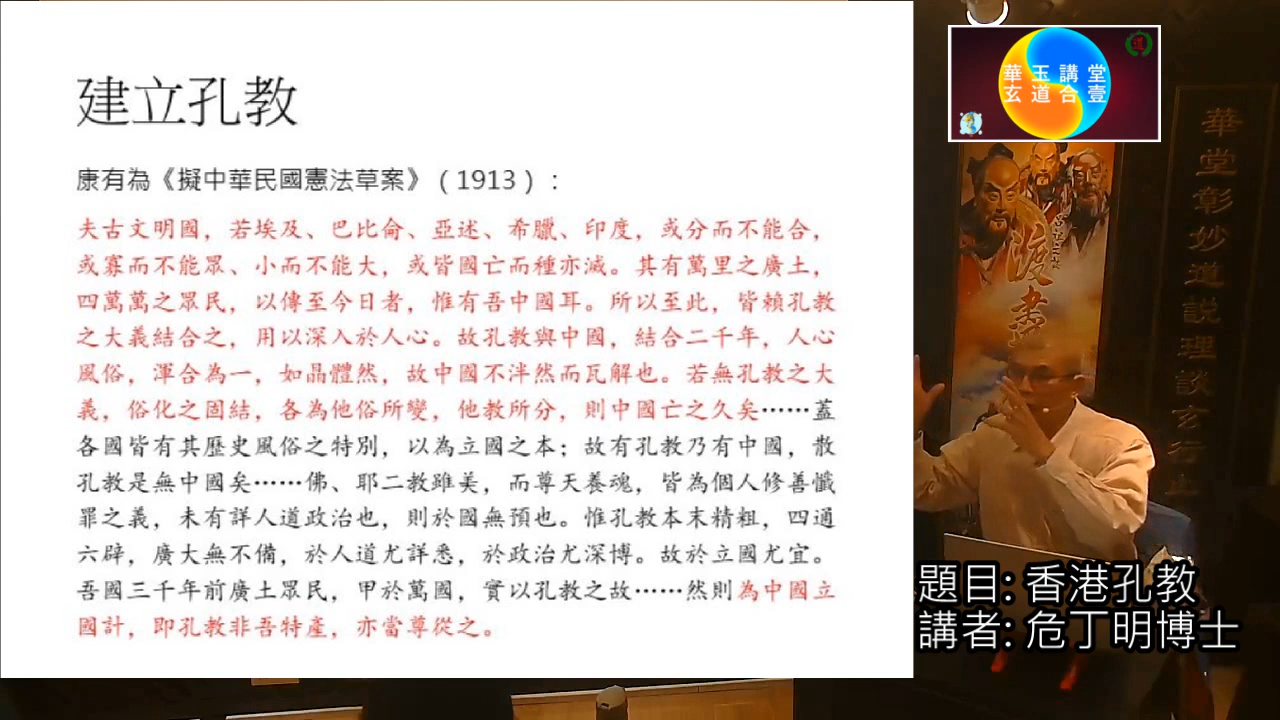 建立孔教
康有為《擬中華民國憲法草案》（1913）：
夫古文明國，若埃及、巴比侖、亞述、希臘、印度，或分而不能合，
或寡而不能眾、小而不能大，或皆國亡而種亦滅。其有萬里之廣土，
四萬萬之眾民，以傳至今日者，惟有吾中國耳。所以至此，皆賴孔教
之大義結合之，用以深入於人心。故孔教與中國，結合二千年，人心
風俗，渾合為一，如晶體然，故中國不泮然而瓦解也。若無孔教之大
義，俗化之固結，各為他俗所變，他教所分，則中國亡之久矣……蓋
各國皆有其歷史風俗之特別，以為立國之本；故有孔教乃有中國，散
孔教是無中國矣……佛、耶二教雖美，而尊天養魂，皆為個人修善懺
罪之義，未有詳人道政治也，則於國無預也。惟孔教本末精粗，四通
六辟，廣大無不備，於人道尤詳悉，於政治尤深博。故於立國尤宜。
吾國三千年前廣土眾民，甲於萬國，實以孔教之故……然則為中國立
國計，即孔教非吾特產，亦當尊從之。
華玉講堂
玄道合壹
道
渡書
華堂彰妙道說理談玄行
題目: 香港孔教
講者: 危丁明博士